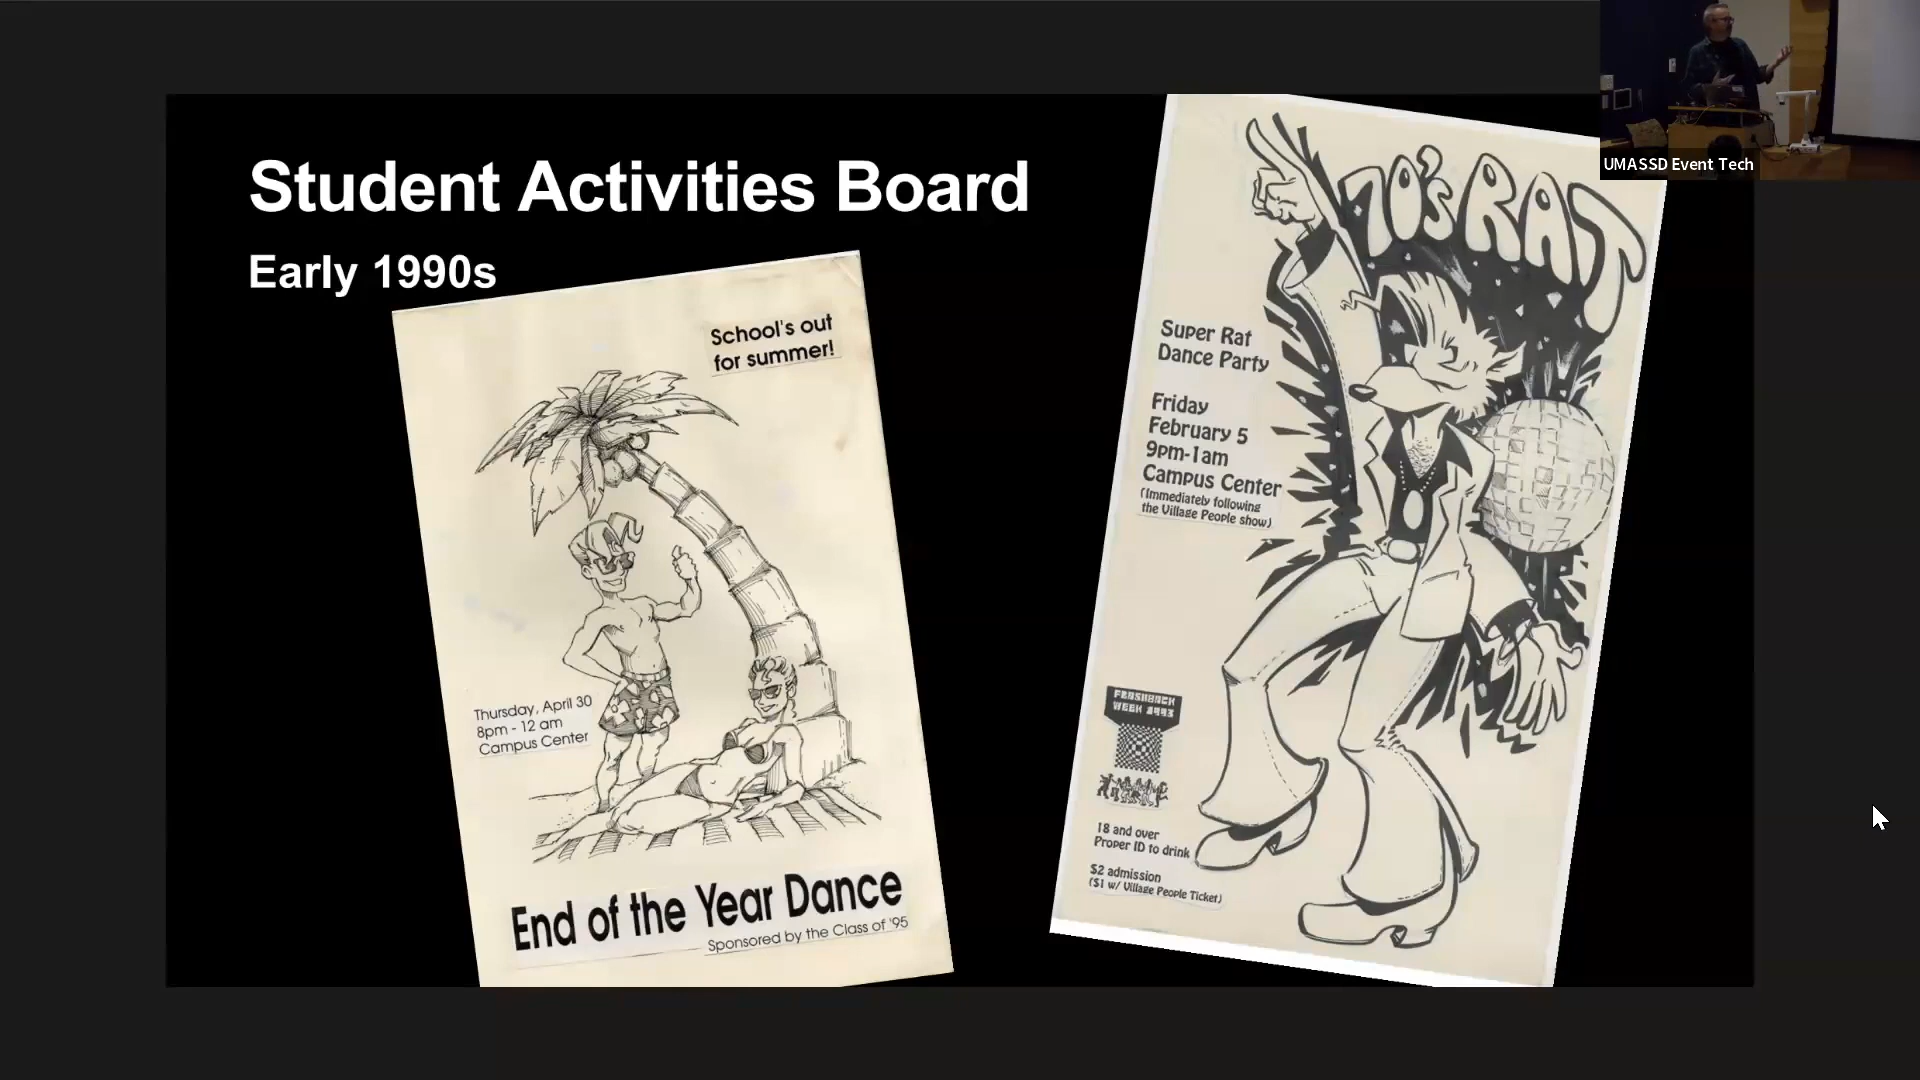 Student Activities Board
Early 1990s
School's out
for summer!
Thursday, April 30
8pm - 12 am
Campus Center
End of the Year Dance
Sponsored by the Class of '95
70's RAT
Super Rat
Dance Party
Friday
February 5
9pm-1am
Campus Center
(Immediately following
the Village People show)
FLASHBACK
WEEK 1993
18 and over
Proper ID to drink
$2 admission
($1 w/ Village People Ticket)
UMASSD Event Tech